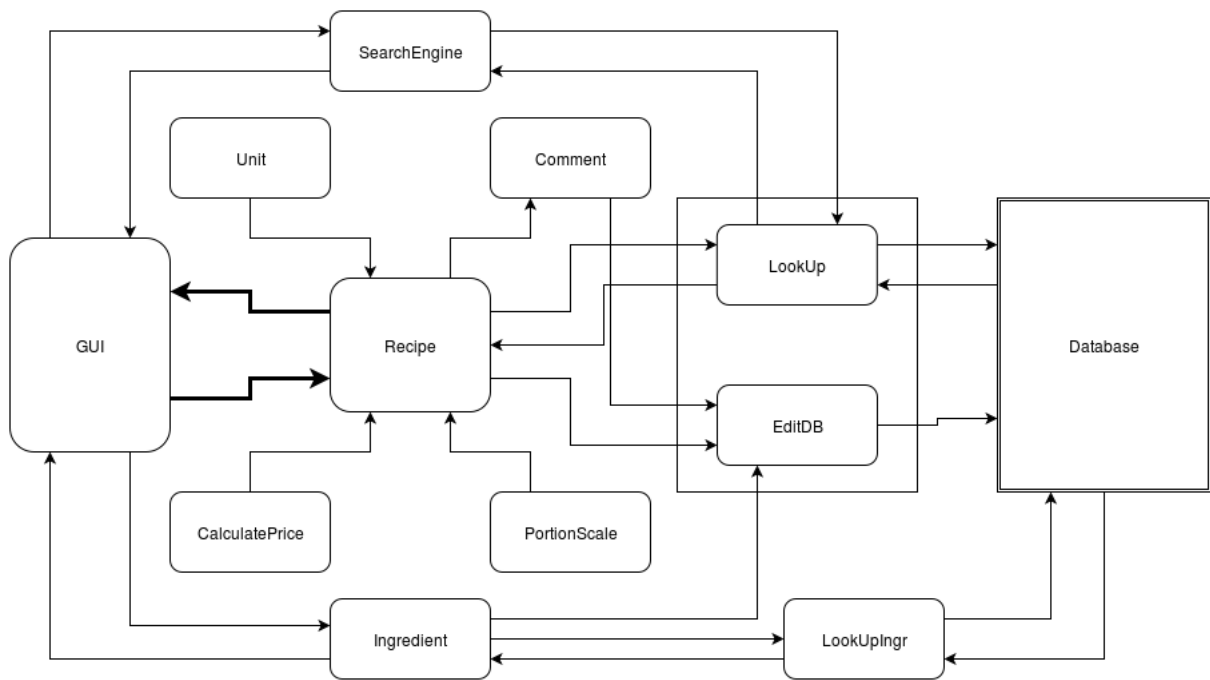 SearchEngine
Unit
Comment
LookUp
GUI
Recipe
Database
EditDB
CalculatePrice
PortionScale
Ingredient
LookUpIngr